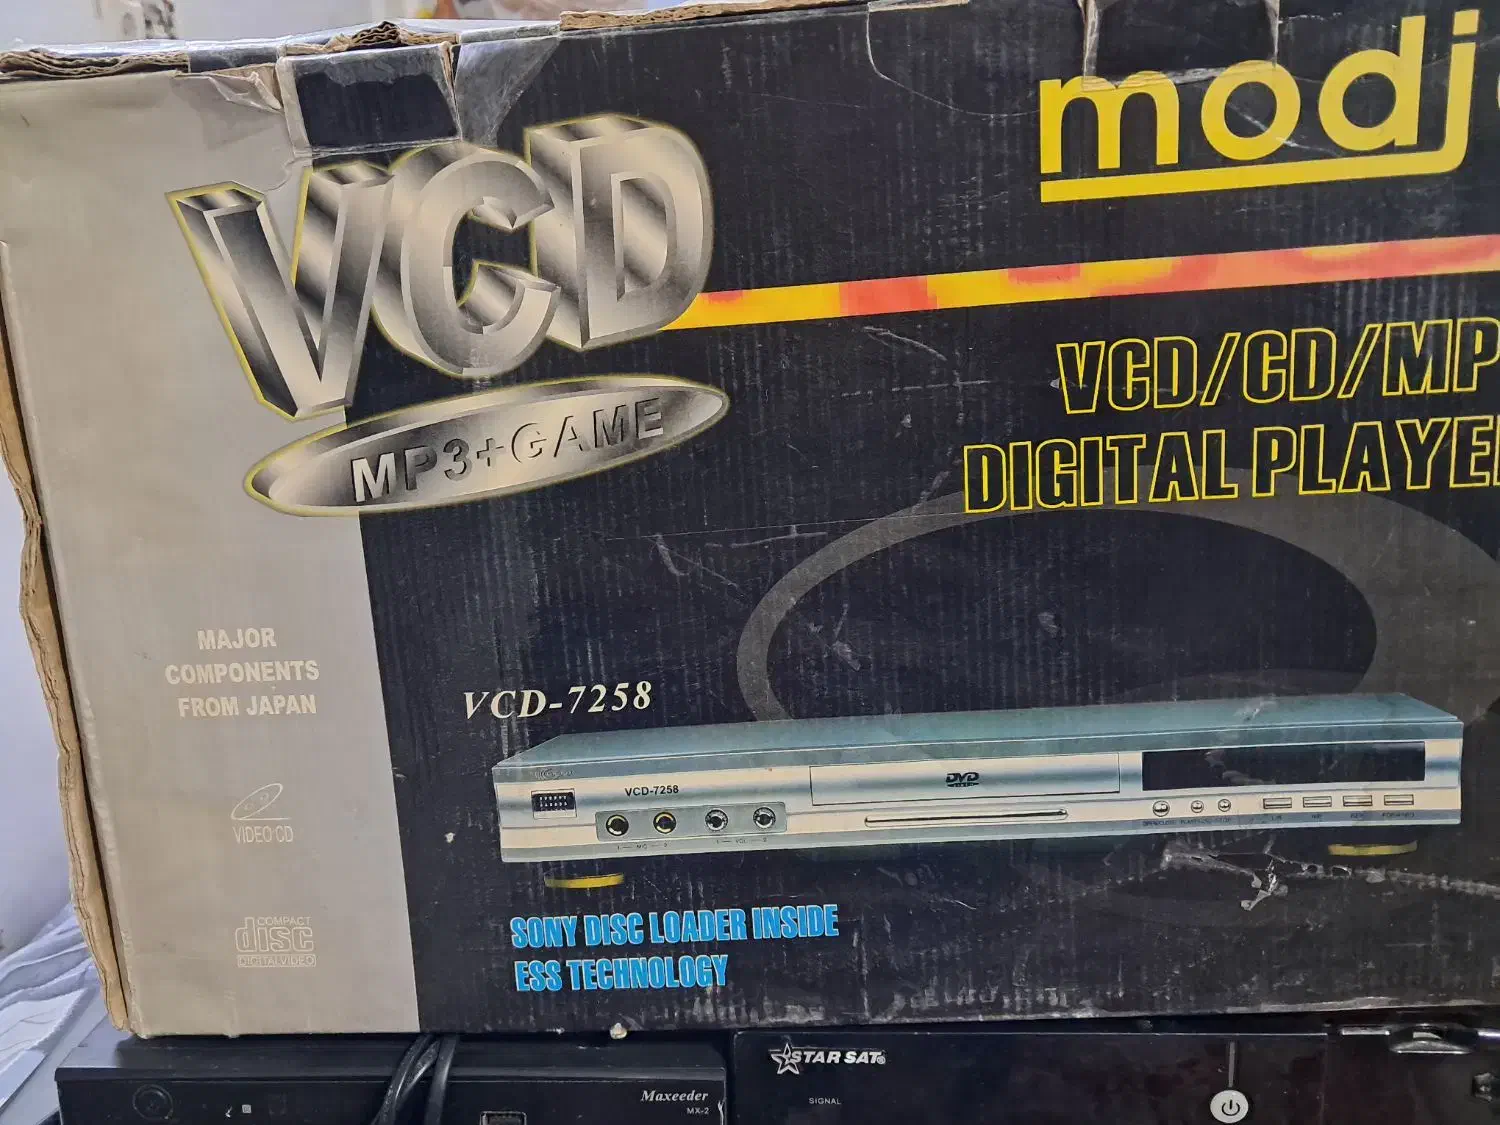 modj
VCD
MP3+GAME
VCD/CD/MP
DIGITAL PLAYE
MAJOR
COMPONENTS
FROM JAPAN
VCD-7258
VCD-7258
DVD
VIDEO CD
COMPACT
disc
DIGITAL VIDEO
SONY DISC LOADER INSIDE
ESS TECHNOLOGY
STAR SAT
SIGNAL
Maxeeder
MX-2